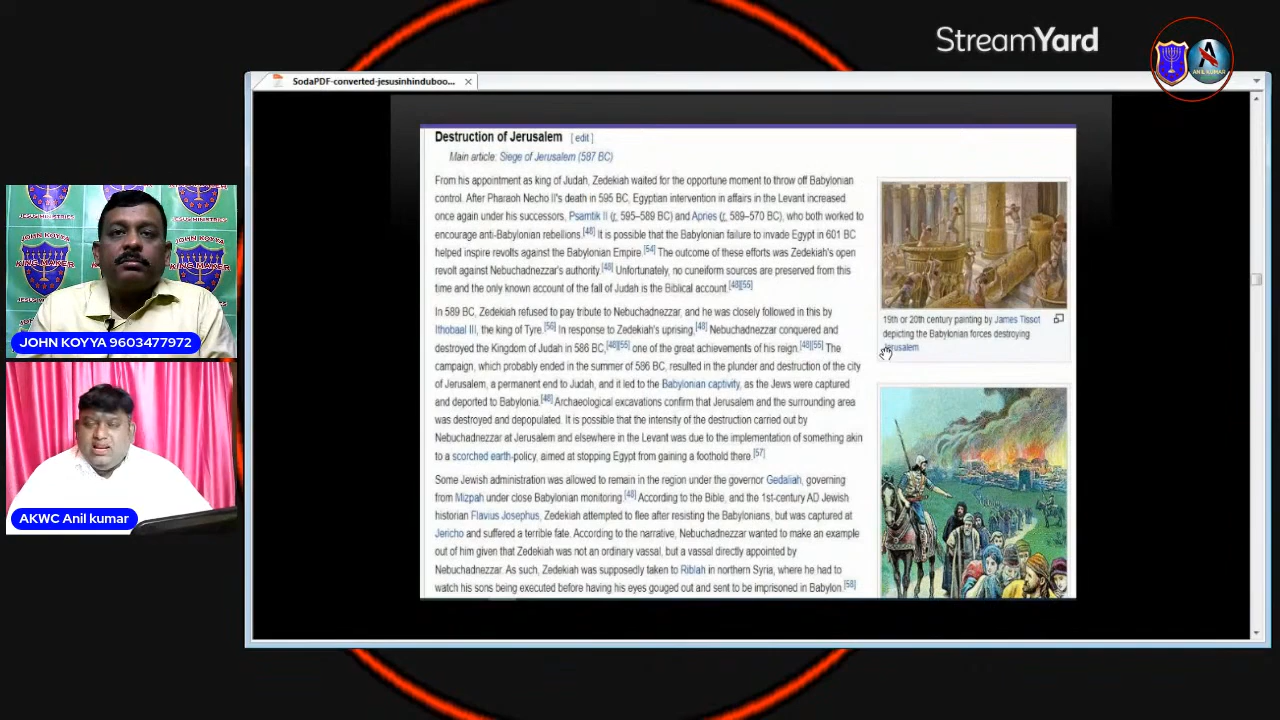 StreamYard
ANIL KUMAR
SodaPDF-converted-jesusinhinduboo...
Destruction of Jerusalem [ edit ]
Main article: Siege of Jerusalem (587 BC)
From his appointment as king of Judah, Zedekiah waited for the opportune moment to throw off Babylonian
control. After Pharaoh Necho II's death in 595 BC, Egyptian intervention in affairs in the Levant increased
once again under his successors, Psamtik II (r. 595–589 BC) and Apries (r. 589–570 BC), who both worked to
encourage anti-Babylonian rebellions.[48] It is possible that the Babylonian failure to invade Egypt in 601 BC
helped inspire revolts against the Babylonian Empire.[54] The outcome of these efforts was Zedekiah's open
revolt against Nebuchadnezzar's authority.[48] Unfortunately, no cuneiform sources are preserved from this
time and the only known account of the fall of Judah is the Biblical account.[48][55]
In 589 BC, Zedekiah refused to pay tribute to Nebuchadnezzar, and he was closely followed in this by
Ithobaal III, the king of Tyre.[56] In response to Zedekiah's uprising,[48] Nebuchadnezzar conquered and
destroyed the Kingdom of Judah in 586 BC,[48][55] one of the great achievements of his reign.[48][55] The
campaign, which probably ended in the summer of 586 BC, resulted in the plunder and destruction of the city
of Jerusalem, a permanent end to Judah, and it led to the Babylonian captivity, as the Jews were captured
and deported to Babylonia.[48] Archaeological excavations confirm that Jerusalem and the surrounding area
was destroyed and depopulated. It is possible that the intensity of the destruction carried out by
Nebuchadnezzar at Jerusalem and elsewhere in the Levant was due to the implementation of something akin
to a scorched earth-policy, aimed at stopping Egypt from gaining a foothold there.[57]
Some Jewish administration was allowed to remain in the region under the governor Gedaliah, governing
from Mizpah under close Babylonian monitoring.[48] According to the Bible, and the 1st-century AD Jewish
historian Flavius Josephus, Zedekiah attempted to flee after resisting the Babylonians, but was captured at
Jericho and suffered a terrible fate. According to the narrative, Nebuchadnezzar wanted to make an example
out of him given that Zedekiah was not an ordinary vassal, but a vassal directly appointed by
Nebuchadnezzar. As such, Zedekiah was supposedly taken to Riblah in northern Syria, where he had to
watch his sons being executed before having his eyes gouged out and sent to be imprisoned in Babylon.[58]
19th or 20th century painting by James Tissot
depicting the Babylonian forces destroying
Jerusalem
JOHN KOYYA
KING MAKER
JOHN KOYYA 9603477972
AKWC Anil kumar